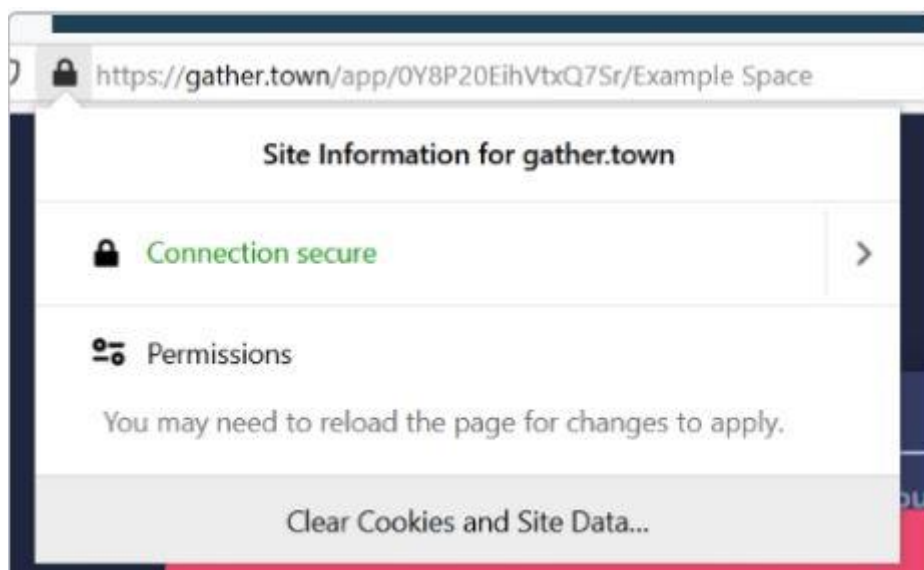 https://gather.town/app/0Y8P20EihVtxQ7Sr/Example Space
Site Information for gather.town
Connection secure
Permissions
You may need to reload the page for changes to apply.
Clear Cookies and Site Data...